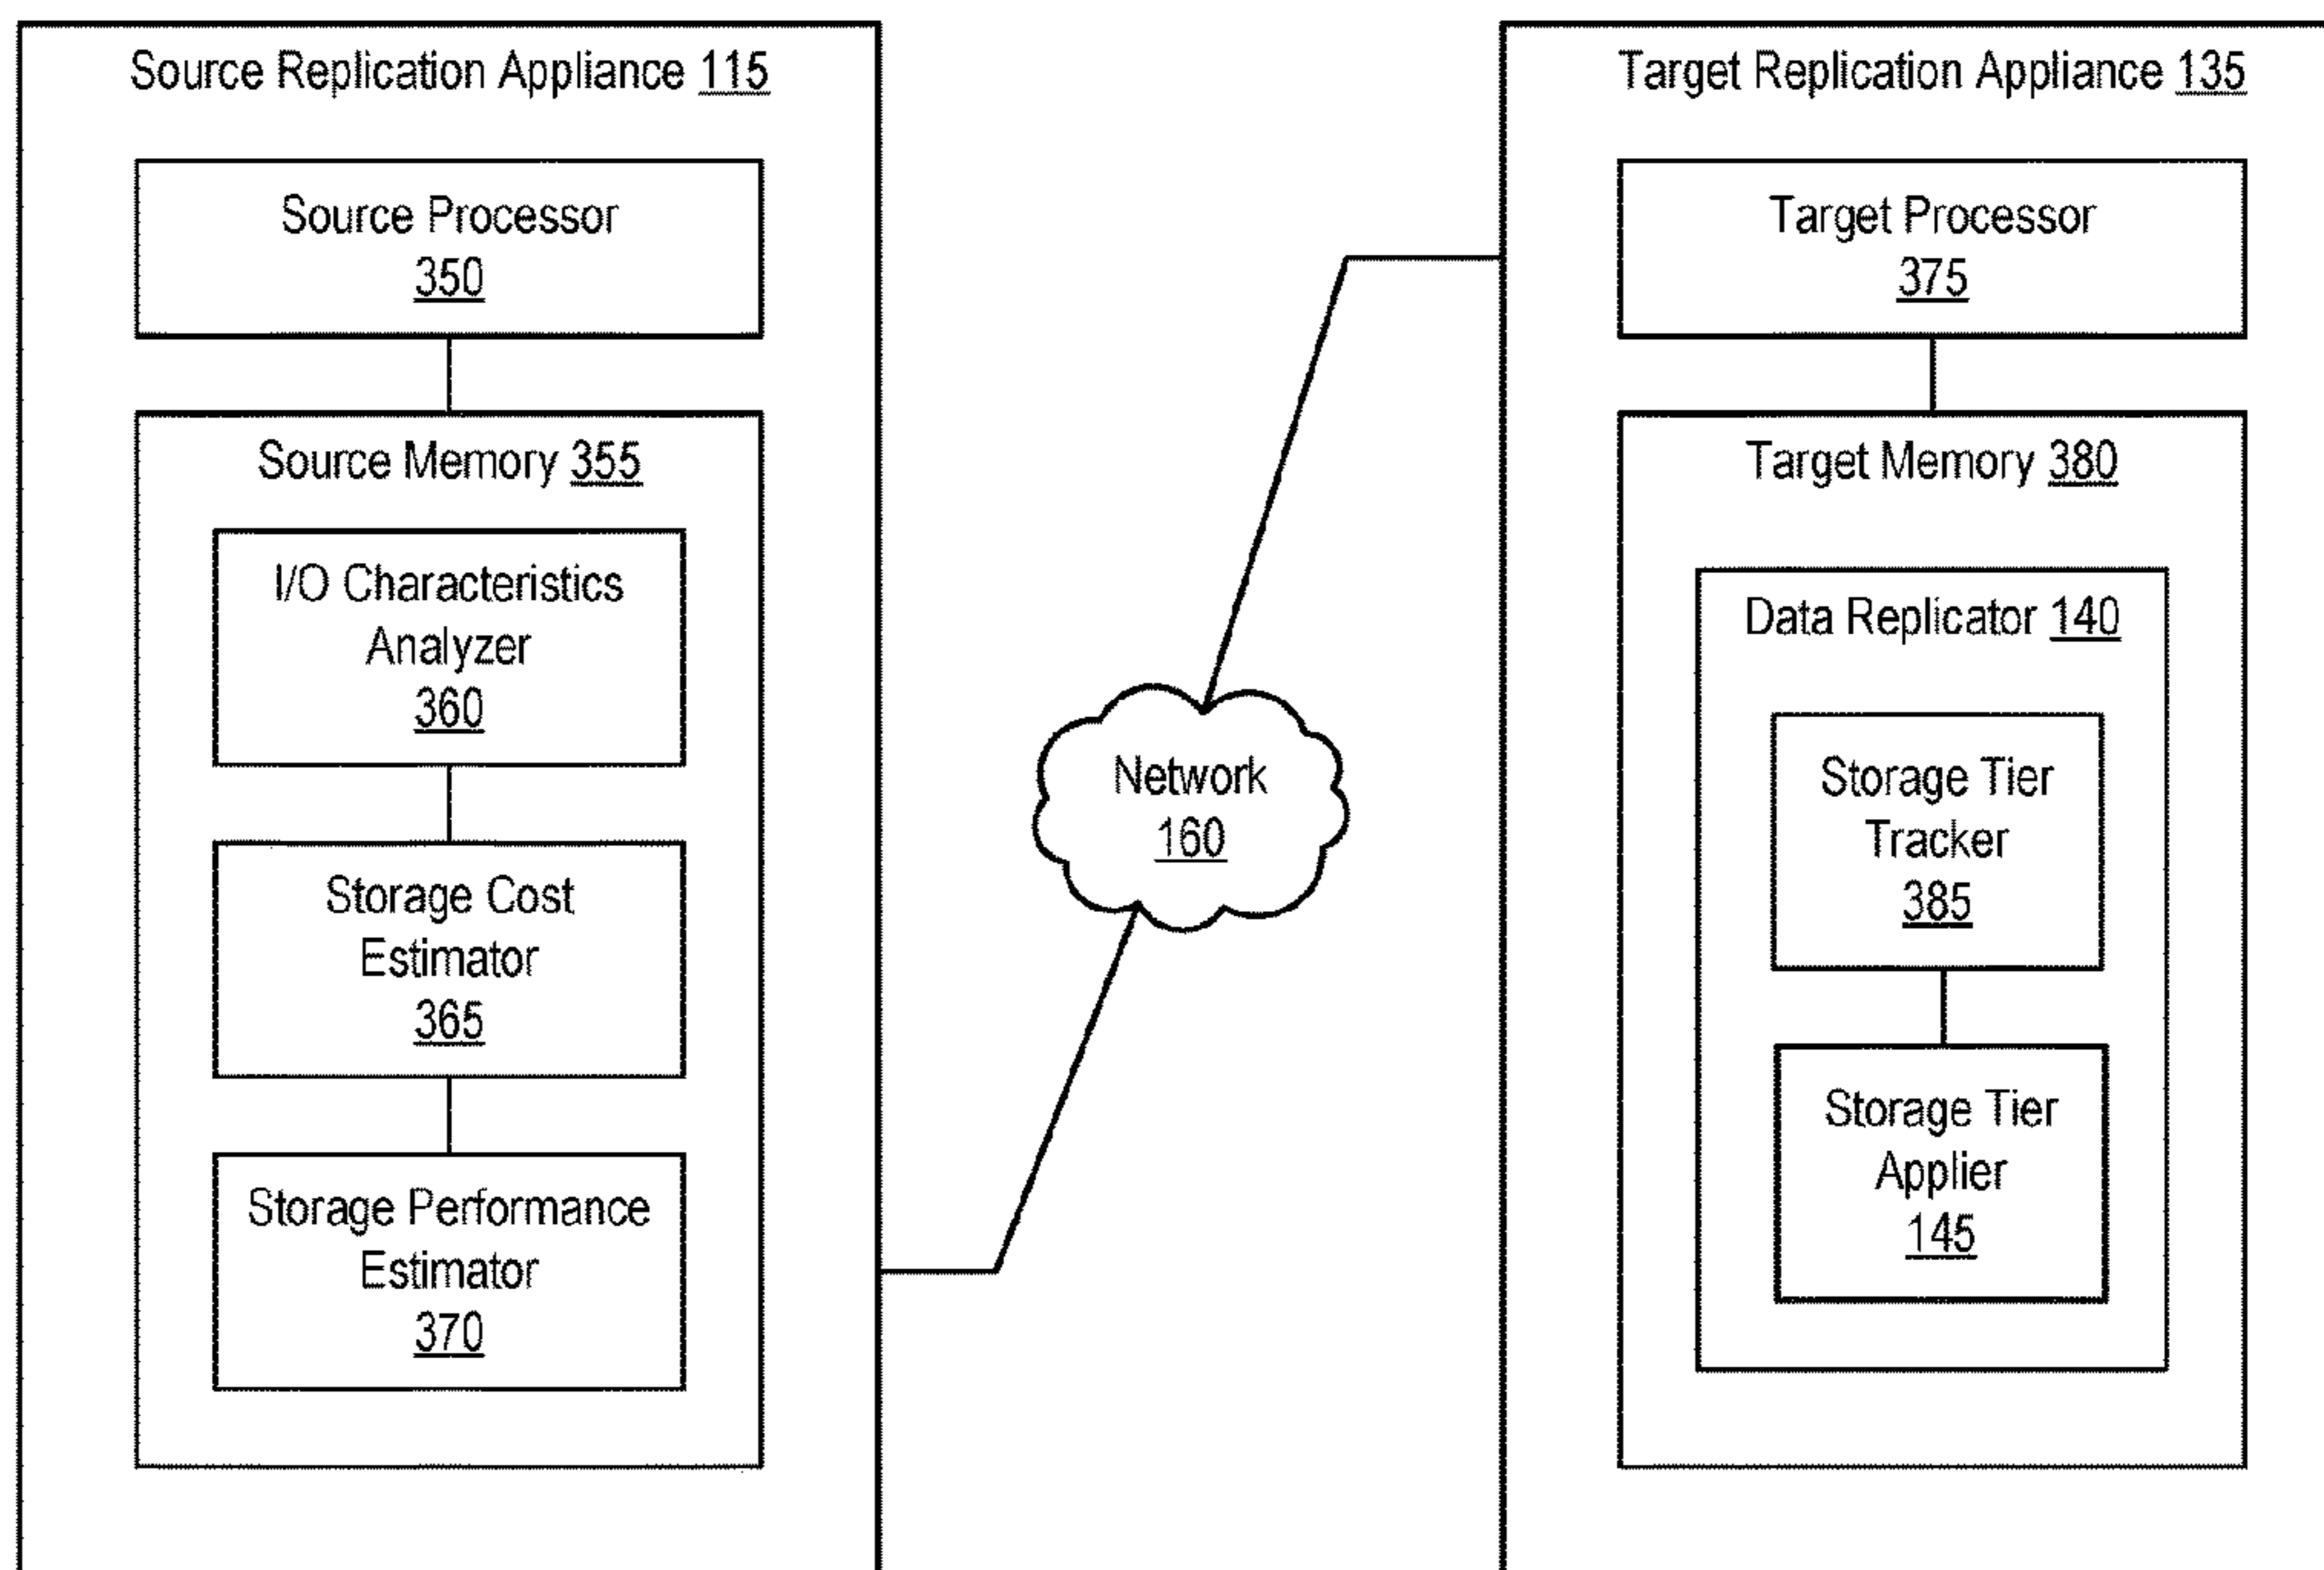 Source Replication Appliance 115
Source Processor
350
Source Memory 355
I/O Characteristics
Analyzer
360
Storage Cost
Estimator
365
Storage Performance
Estimator
370
Network
160
Target Replication Appliance 135
Target Processor
375
Target Memory 380
Data Replicator 140
Storage Tier
Tracker
385
Storage Tier
Applier
145